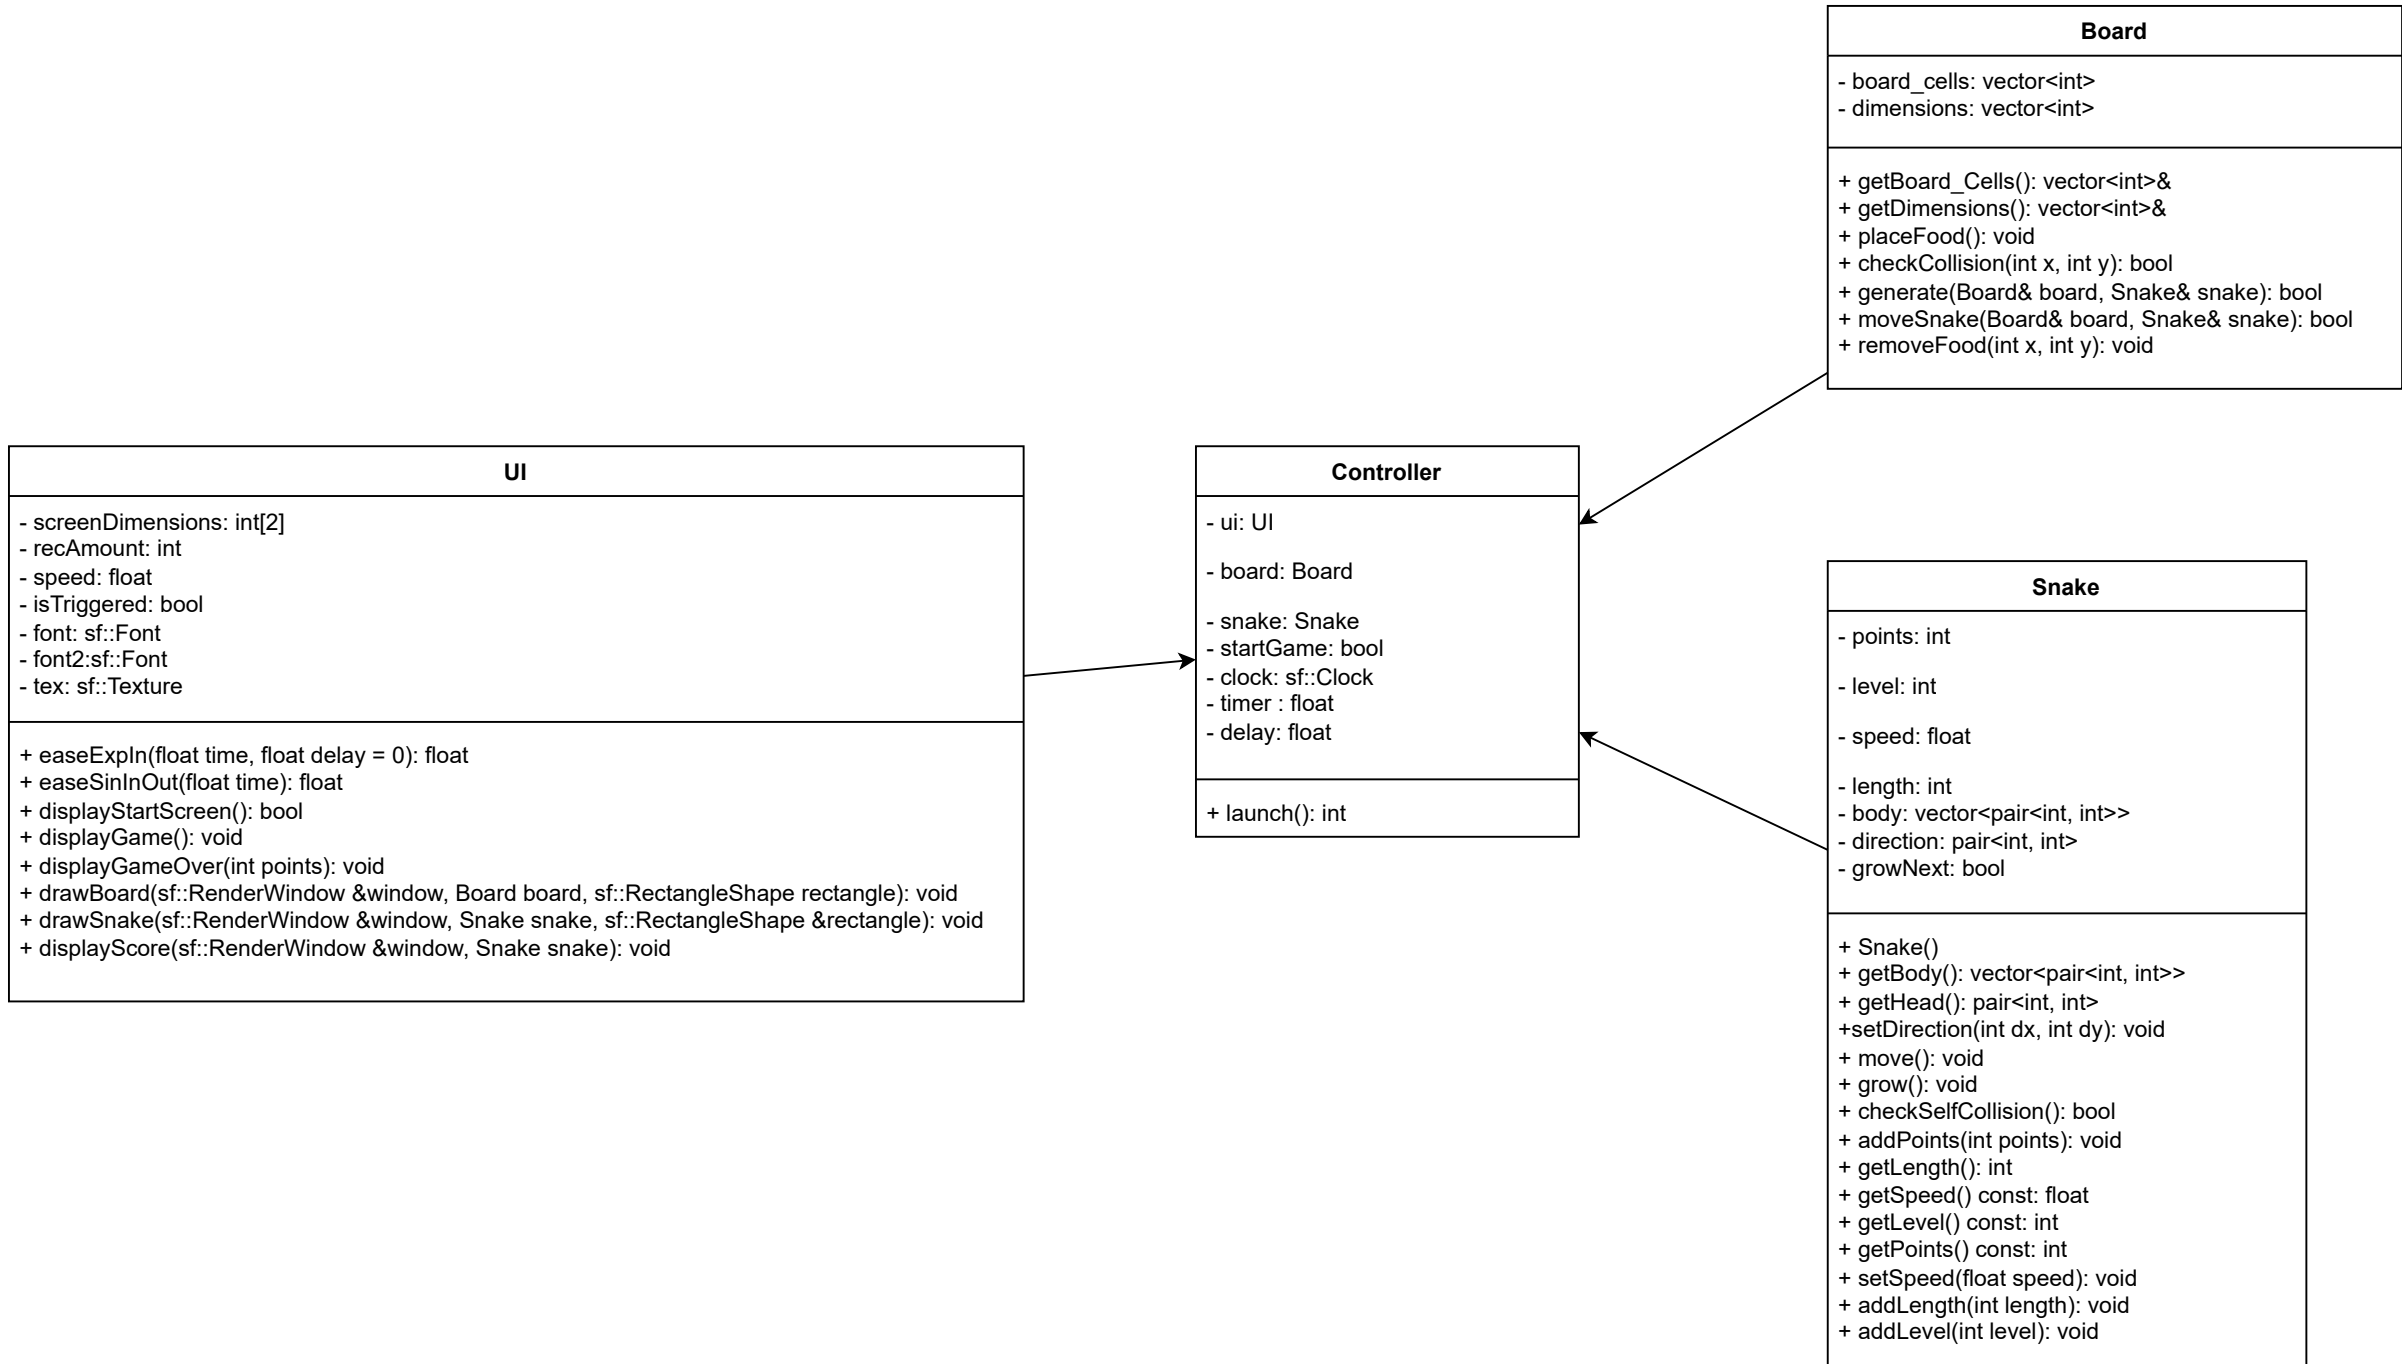 Board
- board_cells: vector<int>
- dimensions: vector<int>
+ getBoard_Cells(): vector<int>&
+ getDimensions(): vector<int>&
+ placeFood(): void
+ checkCollision(int x, int y): bool
+ generate(Board& board, Snake& snake): bool
+ moveSnake(Board& board, Snake& snake): bool
+ removeFood(int x, int y): void
UI
- screenDimensions: int[2]
- recAmount: int
- speed: float
- isTriggered: bool
- font: sf::Font
- font2:sf::Font
- tex: sf::Texture
+ easeExpIn(float time, float delay = 0): float
+ easeSinInOut(float time): float
+ displayStartScreen(): bool
+ displayGame(): void
+ displayGameOver(int points): void
+ drawBoard(sf::RenderWindow &window, Board board, sf::RectangleShape rectangle): void
+ drawSnake(sf::RenderWindow &window, Snake snake, sf::RectangleShape &rectangle): void
+ displayScore(sf::RenderWindow &window, Snake snake): void
Controller
- ui: UI
- board: Board
- snake: Snake
- startGame: bool
- clock: sf::Clock
- timer : float
- delay: float
+ launch(): int
Snake
- points: int
- level: int
- speed: float
- length: int
- body: vector<pair<int, int>>
- direction: pair<int, int>
- growNext: bool
+ Snake()
+ getBody(): vector<pair<int, int>>
+ getHead(): pair<int, int>
+setDirection(int dx, int dy): void
+ move(): void
+ grow(): void
+ checkSelfCollision(): bool
+ addPoints(int points): void
+ getLength(): int
+ getSpeed() const: float
+ getLevel() const: int
+ getPoints() const: int
+ setSpeed(float speed): void
+ addLength(int length): void
+ addLevel(int level): void